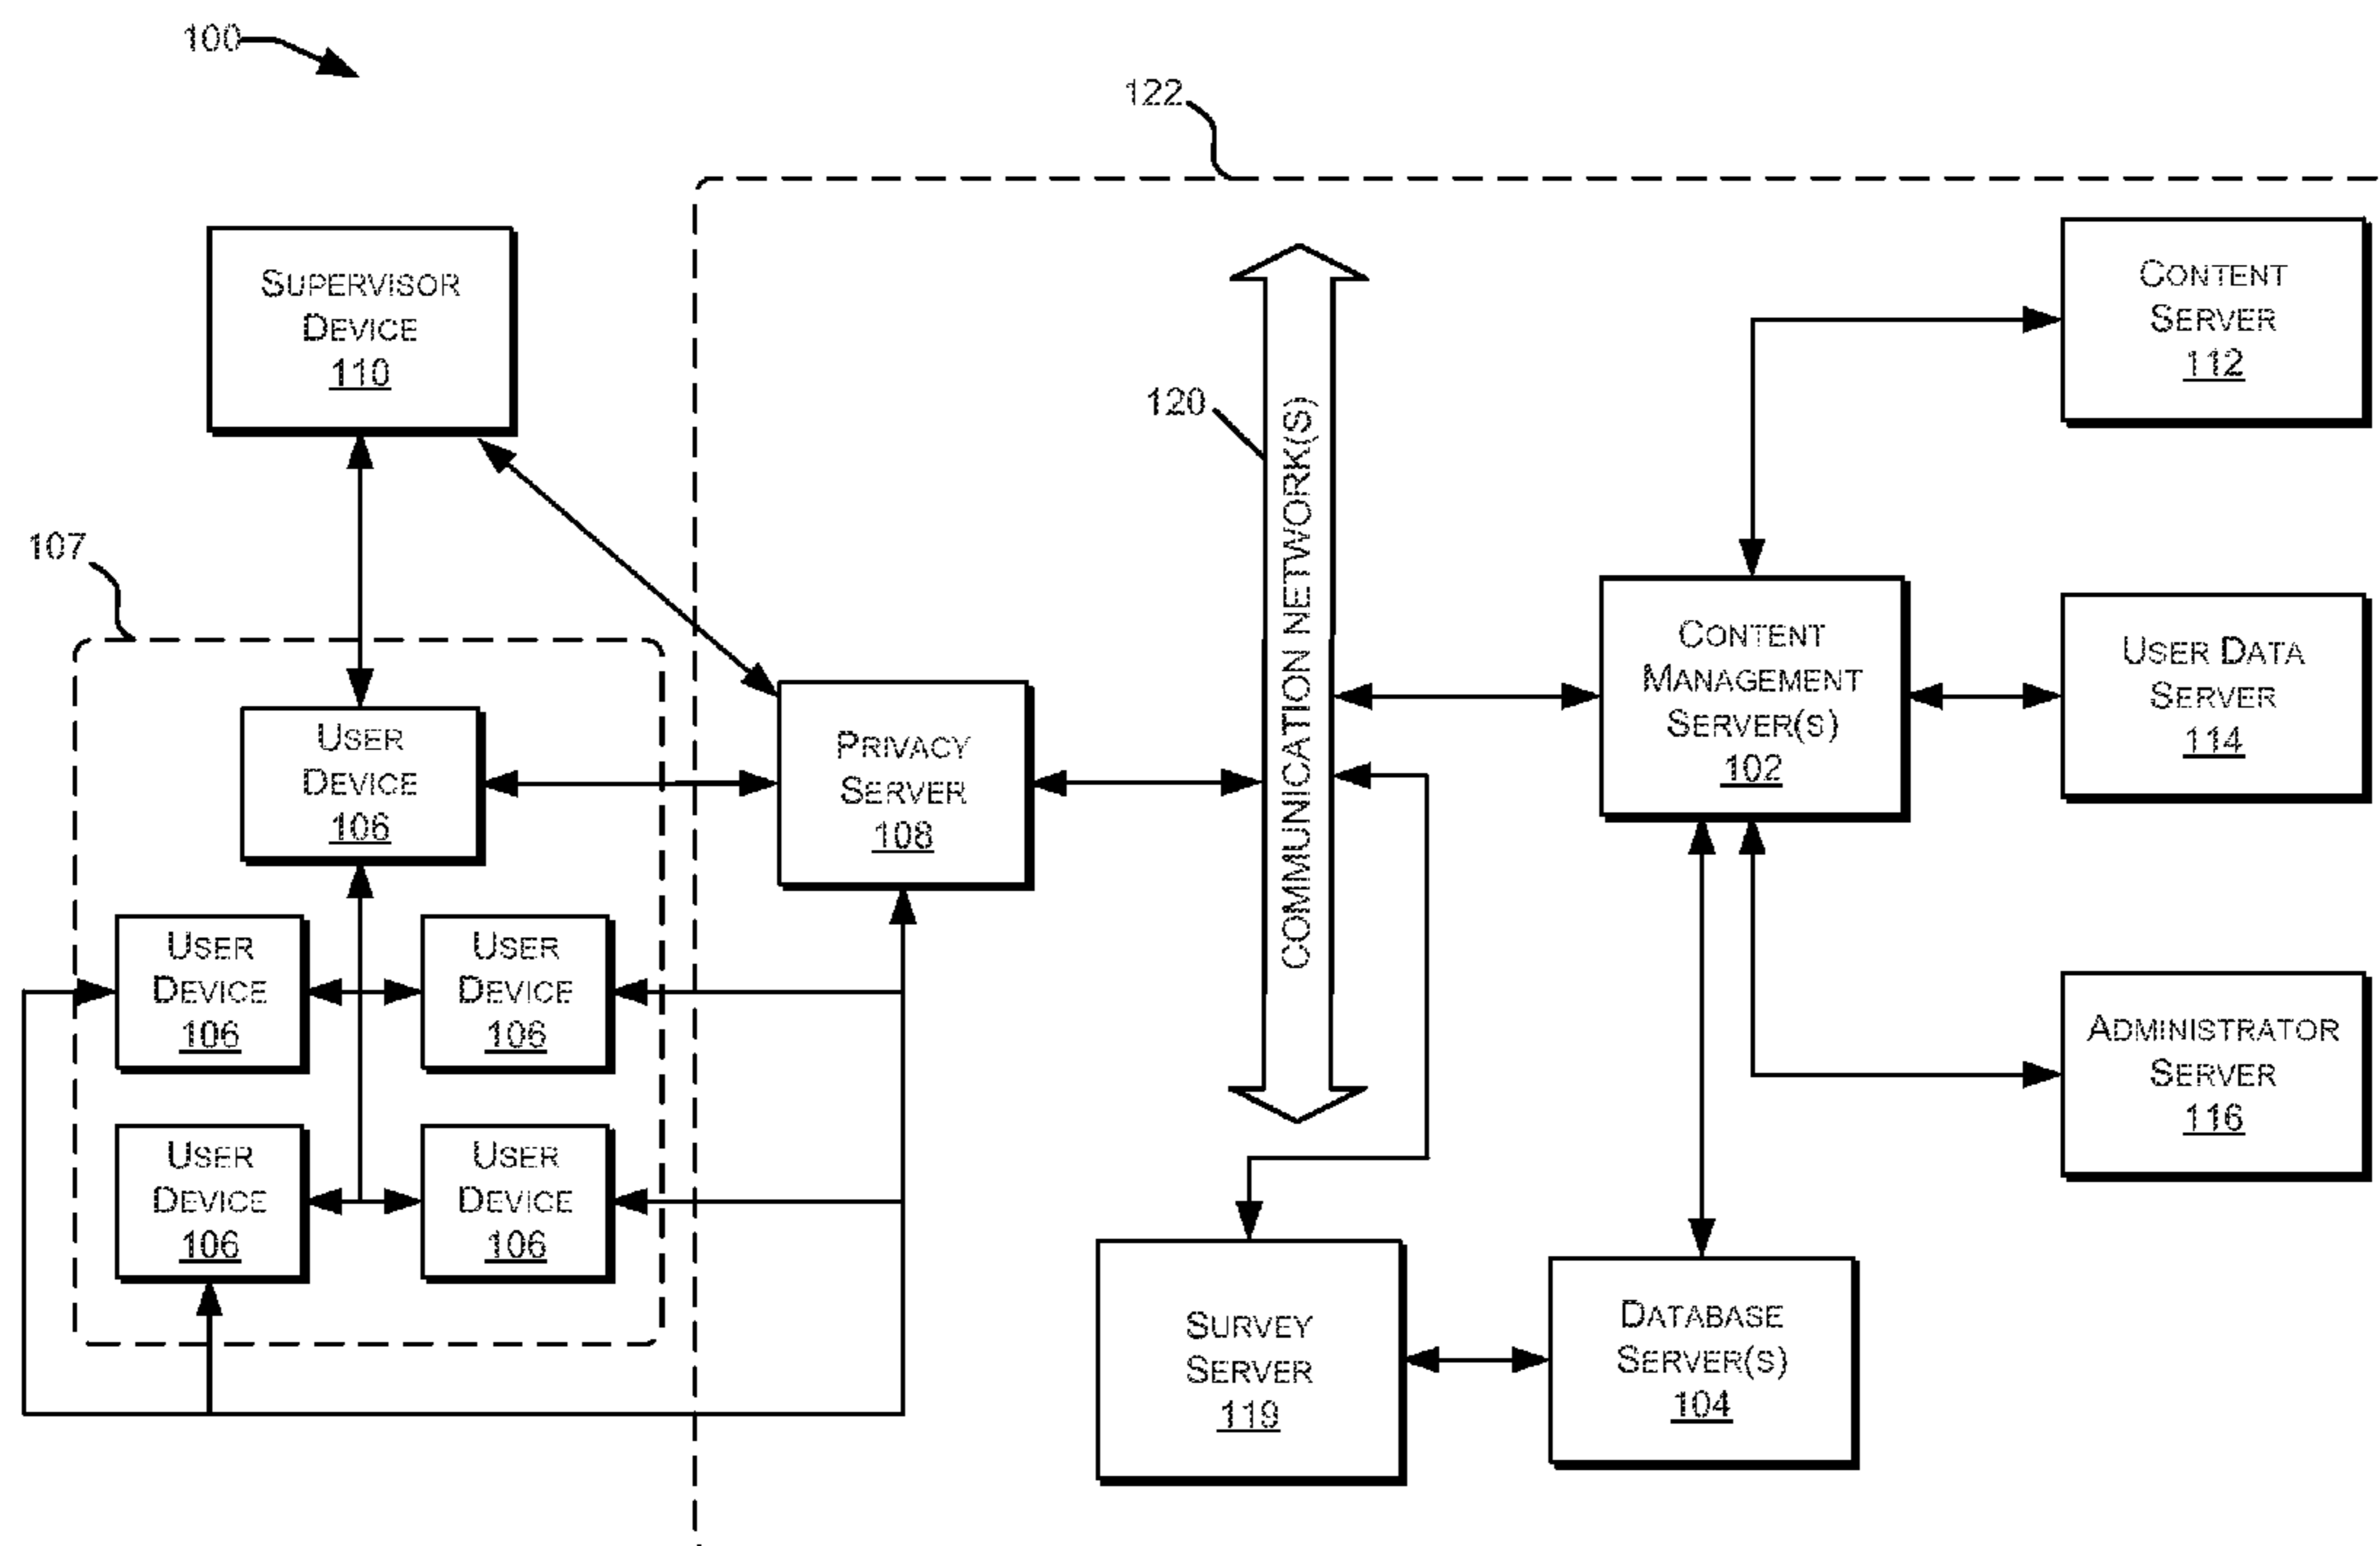 100
122
SUPERVISOR
DEVICE
110
CONTENT
SERVER
112
120
COMMUNICATION NETWORK(S)
107
CONTENT
MANAGEMENT
SERVER(S)
102
USER DATA
SERVER
114
USER
DEVICE
106
PRIVACY
SERVER
108
USER
DEVICE
106
USER
DEVICE
106
ADMINISTRATOR
SERVER
116
USER
DEVICE
106
USER
DEVICE
106
SURVEY
SERVER
119
DATABASE
SERVER(S)
104